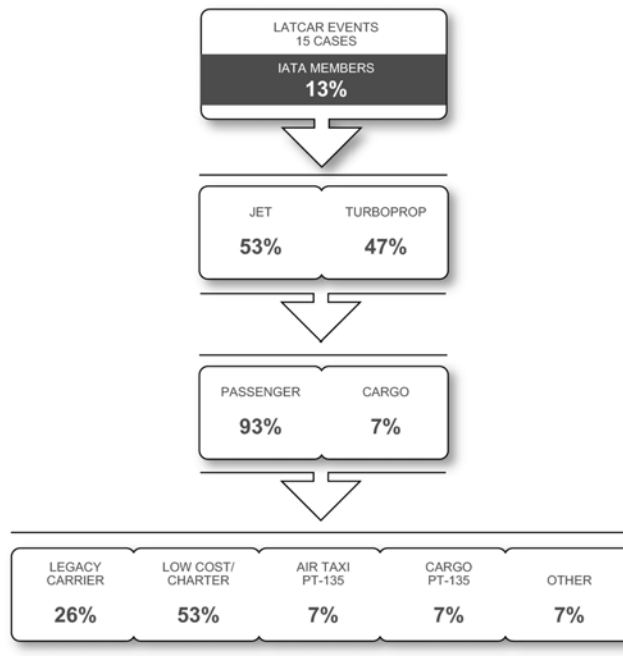 LATCAR EVENTS
15 CASES
IATA MEMBERS
13%
JET
53%
TURBOPROP
47%
PASSENGER
93%
CARGO
7%
LEGACY
CARRIER
26%
LOW COST/
CHARTER
53%
AIR TAXI
PT-135
7%
CARGO
PT-135
7%
OTHER
7%